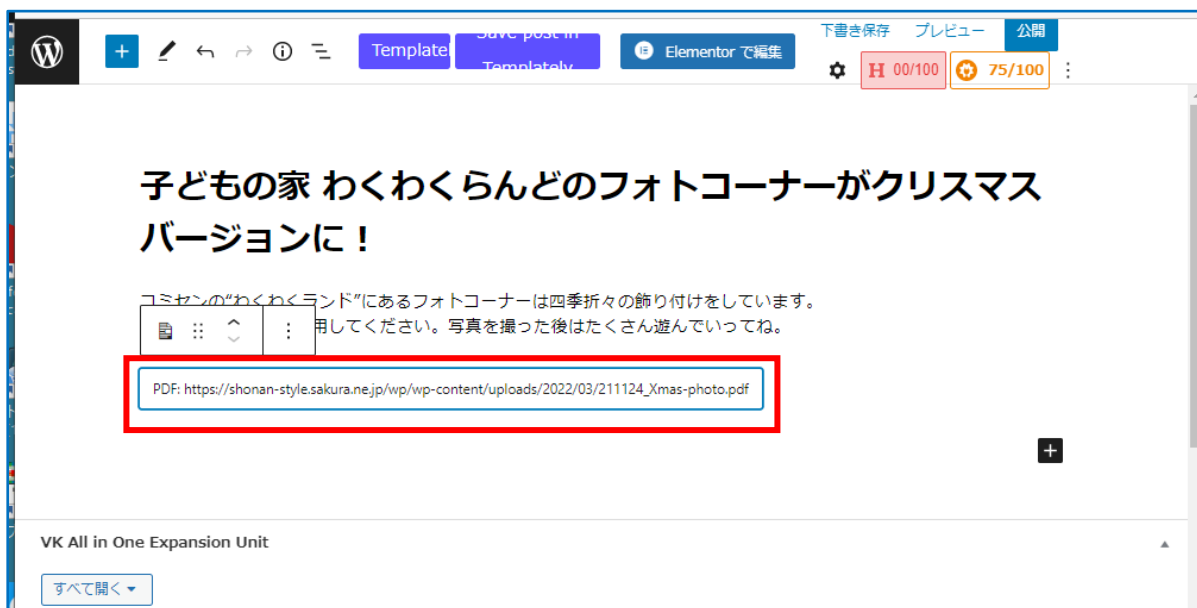 下書き保存 プレビュー 公開
Template
Save post in
Templately
Elementor で編集
H 00/100 75/100
子どもの家 わくわくらんどのフォトコーナーがクリスマス
バージョンに！
コミセンの“わくわくランド”にあるフォトコーナーは四季折々の飾り付けをしています。
用してください。写真を撮った後はたくさん遊んでいってね。
PDF: https://shonan-style.sakura.ne.jp/wp/wp-content/uploads/2022/03/211124_Xmas-photo.pdf
VK All in One Expansion Unit
すべて開く